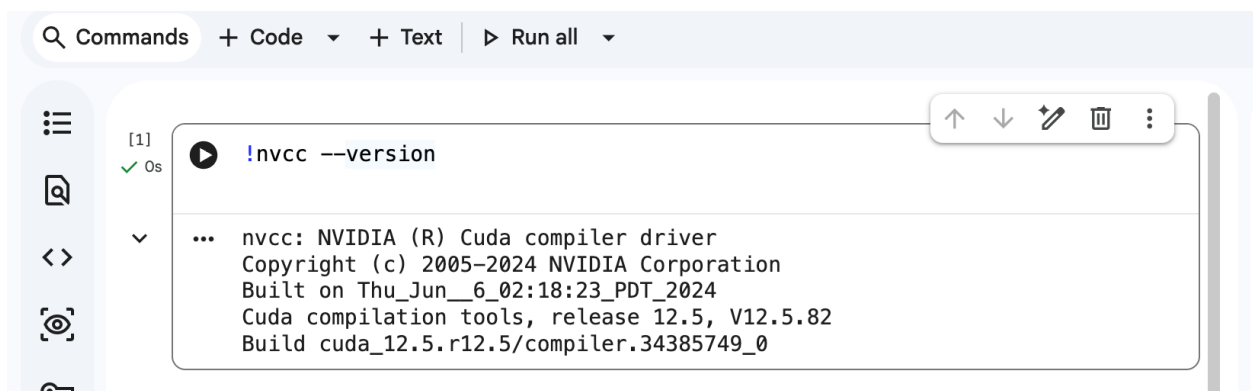 Commands + Code + Text Run all
[1]
0s
!nvcc --version
nvcc: NVIDIA (R) Cuda compiler driver
Copyright (c) 2005-2024 NVIDIA Corporation
Built on Thu_Jun__6_02:18:23_PDT_2024
Cuda compilation tools, release 12.5, V12.5.82
Build cuda_12.5.r12.5/compiler.34385749_0